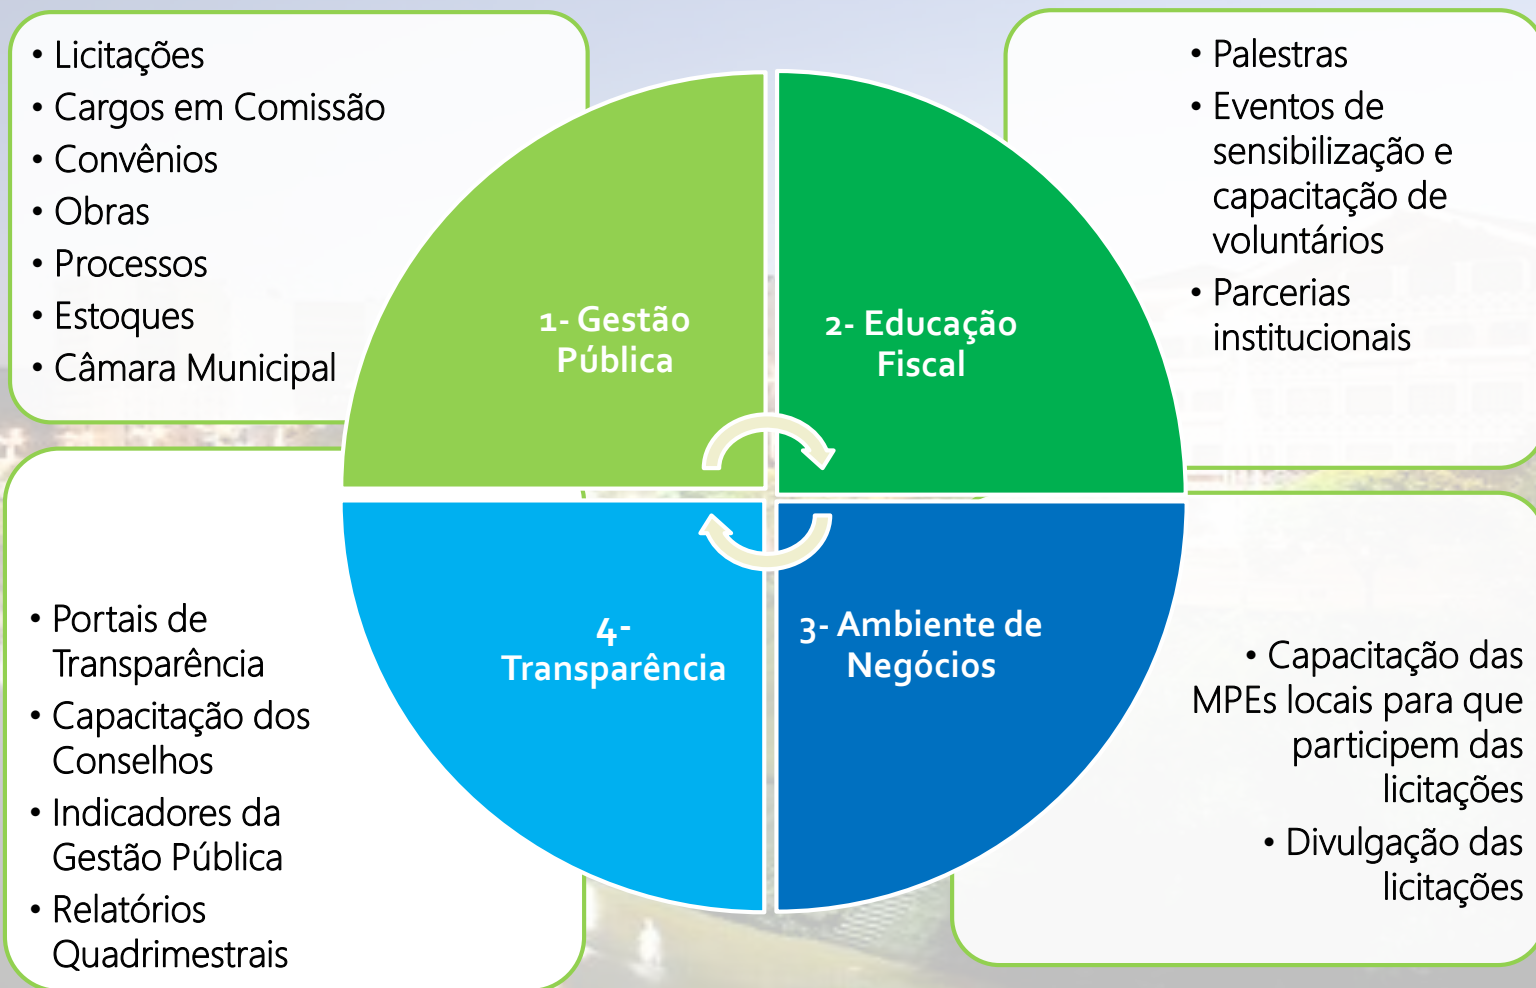 • Licitações
• Cargos em Comissão
• Convênios
• Obras
• Processos
• Estoques
• Câmara Municipal
1- Gestão
Pública
2- Educação
Fiscal
• Palestras
• Eventos de
sensibilização e
capacitação de
voluntários
• Parcerias
institucionais
• Portais de
Transparência
• Capacitação dos
Conselhos
• Indicadores da
Gestão Pública
• Relatórios
Quadrimestrais
4-
Transparência
3- Ambiente de
Negócios
• Capacitação das
MPEs locais para que
participem das
licitações
• Divulgação das
licitações